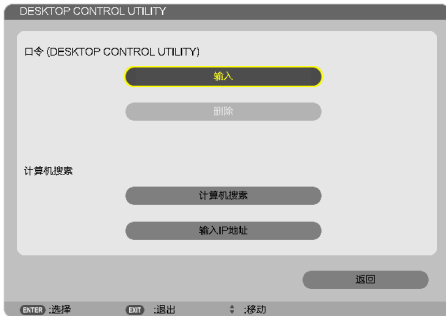 DESKTOP CONTROL UTILITY
口令 (DESKTOP CONTROL UTILITY)
输入
删除
计算机搜索
计算机搜索
输入IP地址
返回
ENTER :选择 EXIT :退出 :移动